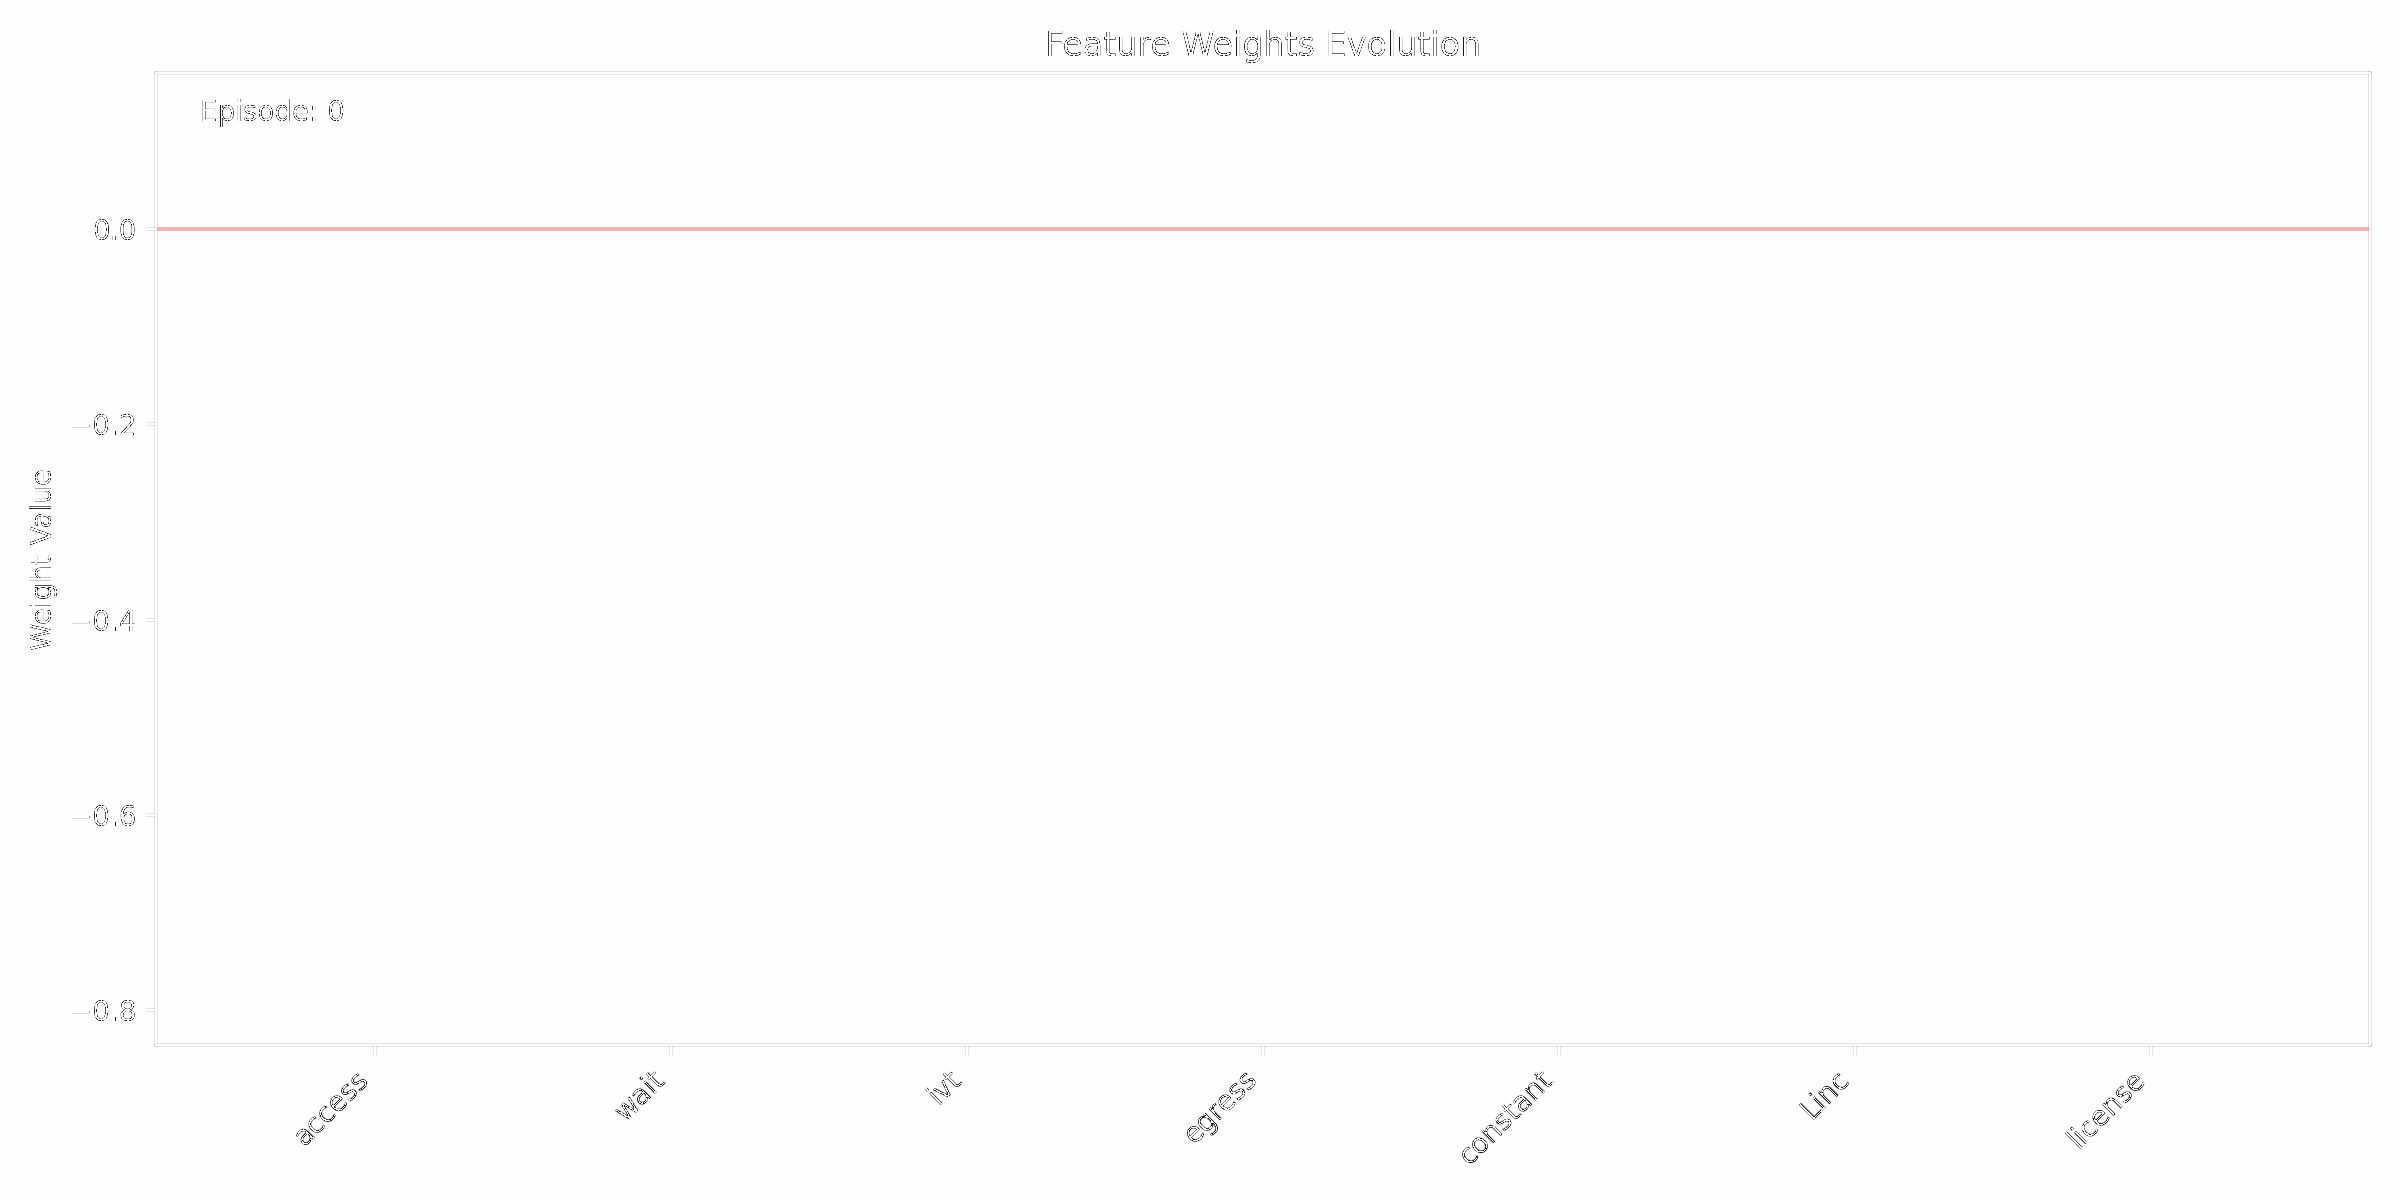 Feature Weights Evolution
Episode: 0
0.0
−0.2
−0.4
−0.6
−0.8
Weight Value
access
wait
ivt
egress
constant
Linc
license